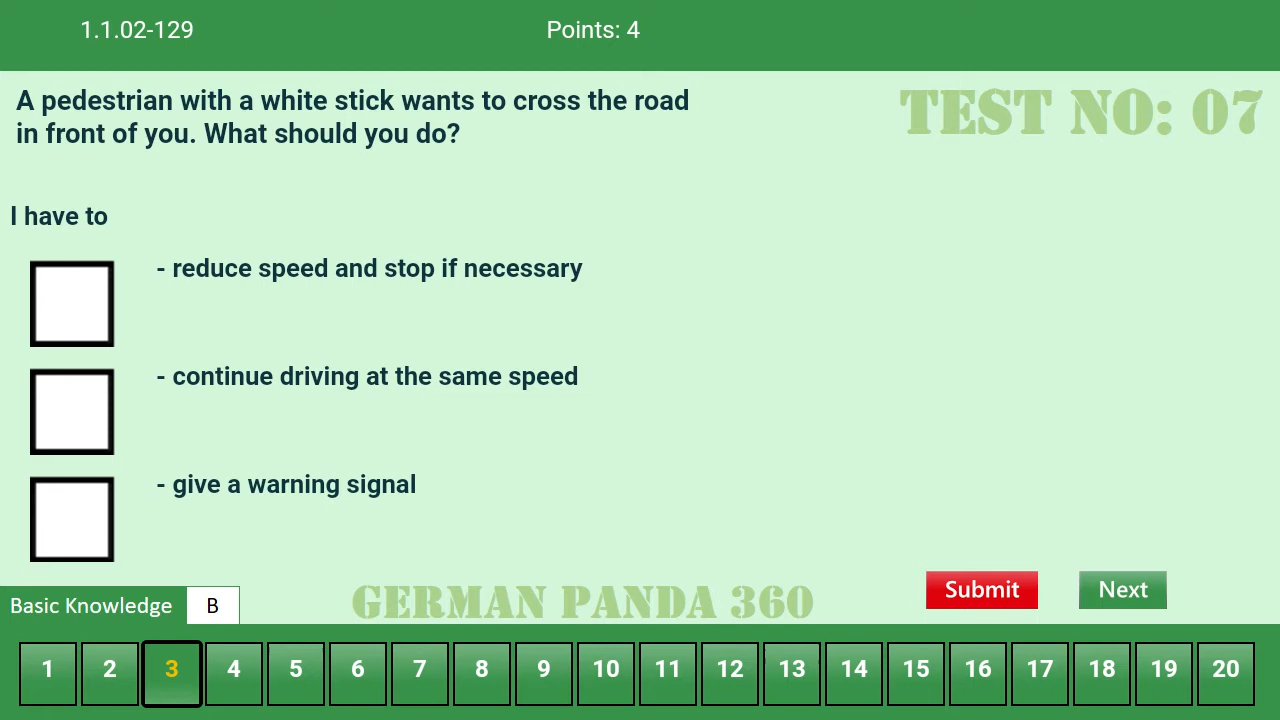 1.1.02-129
Points: 4
A pedestrian with a white stick wants to cross the road
in front of you. What should you do?
TEST NO: 07
I have to
- reduce speed and stop if necessary
- continue driving at the same speed
- give a warning signal
Submit
Next
Basic Knowledge
B
GERMAN PANDA 360
1 2 3 4 5 6 7 8 9 10 11 12 13 14 15 16 17 18 19 20